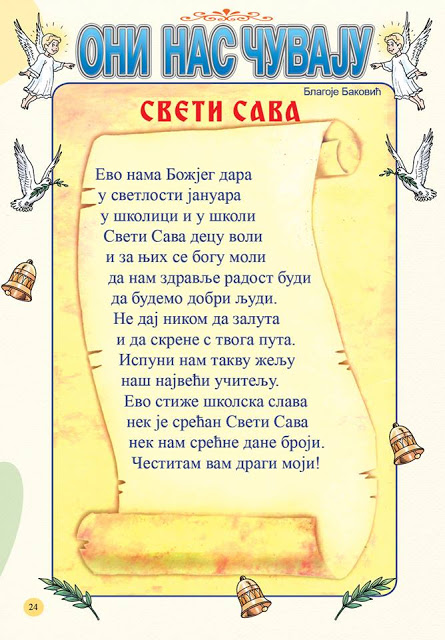 ОНИ НАС ЧУВАЈУ
Благоје Баковић
СВЕТИ САВА
Ево нама Божјег дара
у светлости јануара
у школици и у школи
Свети Сава децу воли
и за њих се богу моли
да нам здравље радост буди
да будемо добри људи.
Не дај ником да залута
и да скрене с твога пута.
Испуни нам такву жељу
наш највећи учитељу.
Ево стиже школска слава
нек је срећан Свети Сава
нек нам срећне дане броји.
Честитам вам драги моји!
24